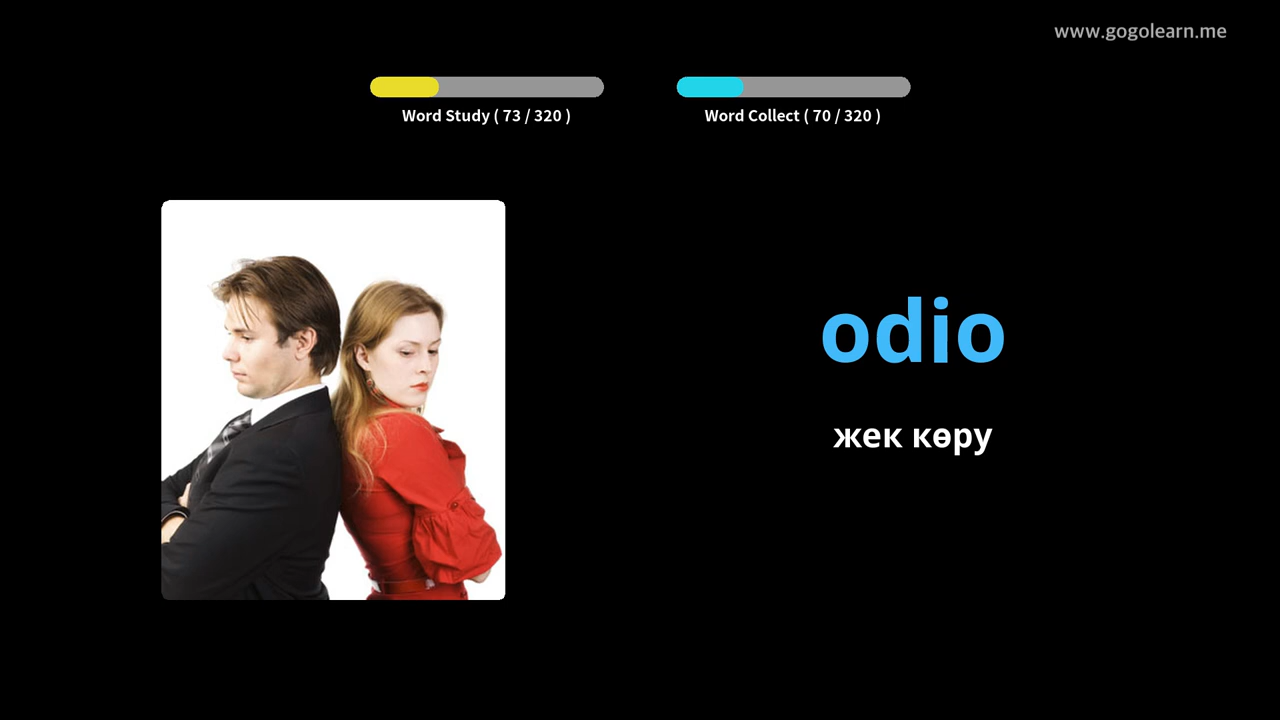 www.gogolearn.me
Word Study ( 73 / 320 )
Word Collect ( 70 / 320 )
odio
жек көру